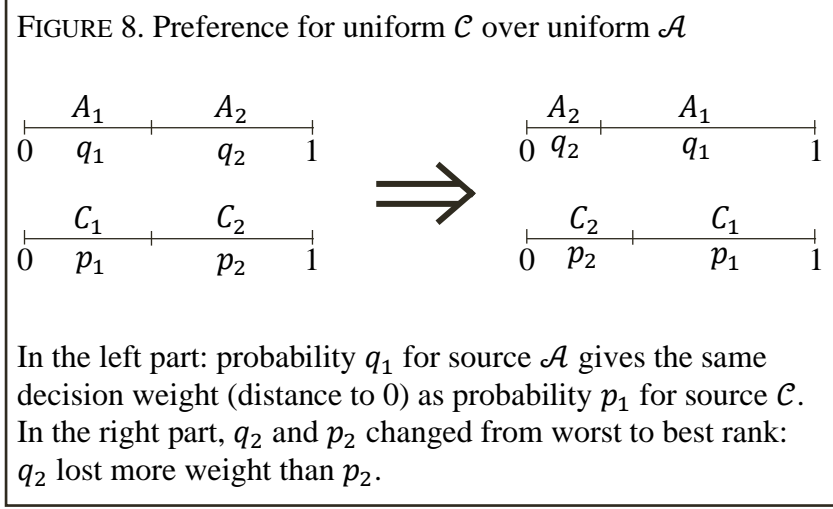 FIGURE 8. Preference for uniform 𝒞 over uniform 𝒜
A₁ A₂
0 q₁ q₂ 1
C₁ C₂
0 p₁ p₂ 1
A₂ A₁
0 q₂ q₁ 1
C₂ C₁
0 p₂ p₁ 1
In the left part: probability q₁ for source 𝒜 gives the same
decision weight (distance to 0) as probability p₁ for source 𝒞.
In the right part, q₂ and p₂ changed from worst to best rank:
q₂ lost more weight than p₂.